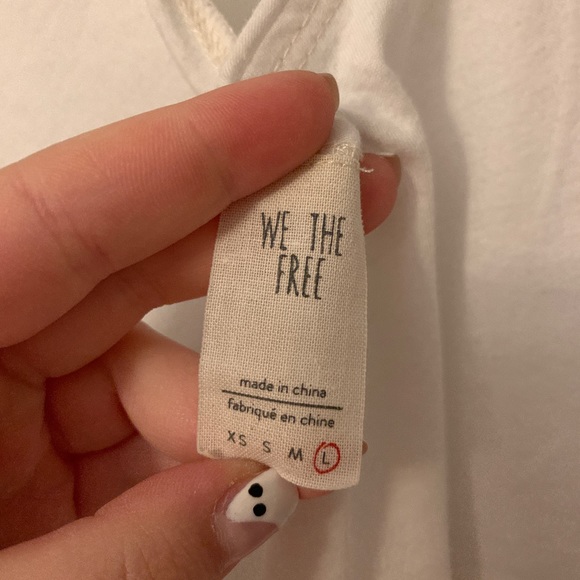 WE THE
FREE
made in china
fabriqué en chine
XS S M L